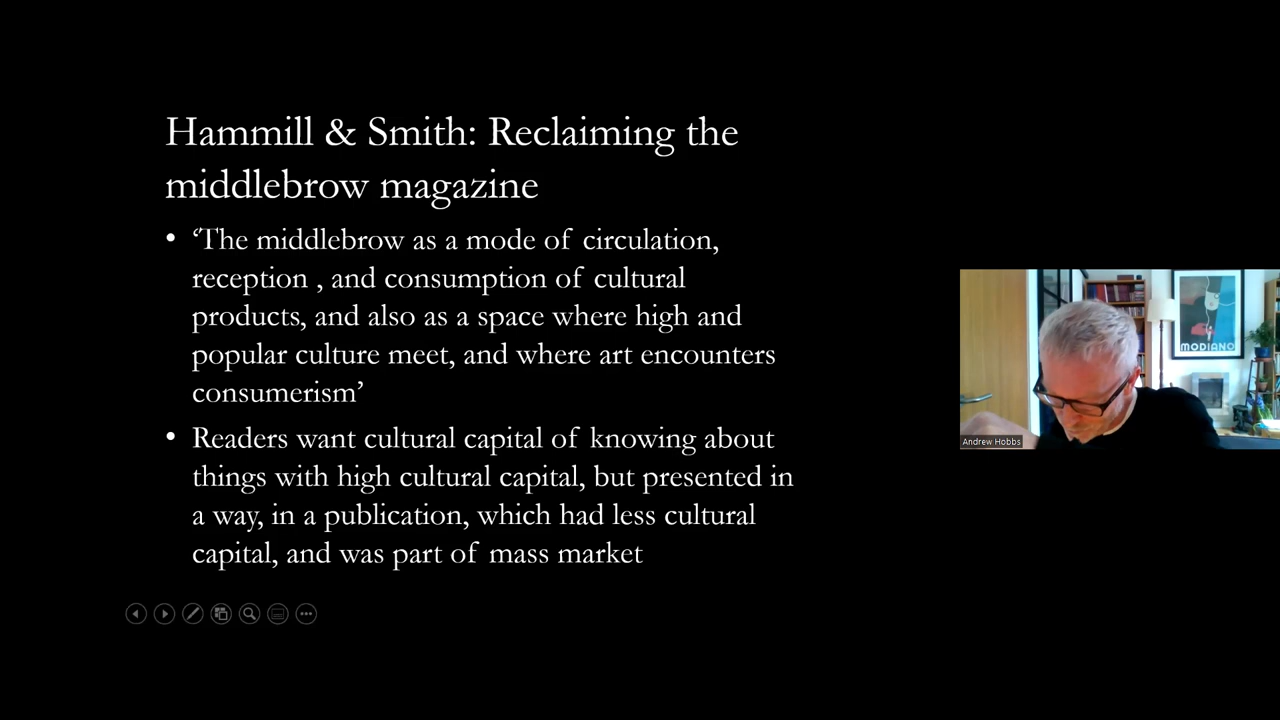 Hammill & Smith: Reclaiming the
middlebrow magazine
• ‘The middlebrow as a mode of circulation,
reception , and consumption of cultural
products, and also as a space where high and
popular culture meet, and where art encounters
consumerism’
• Readers want cultural capital of knowing about
things with high cultural capital, but presented in
a way, in a publication, which had less cultural
capital, and was part of mass market
MODIANO
Andrew Hobbs